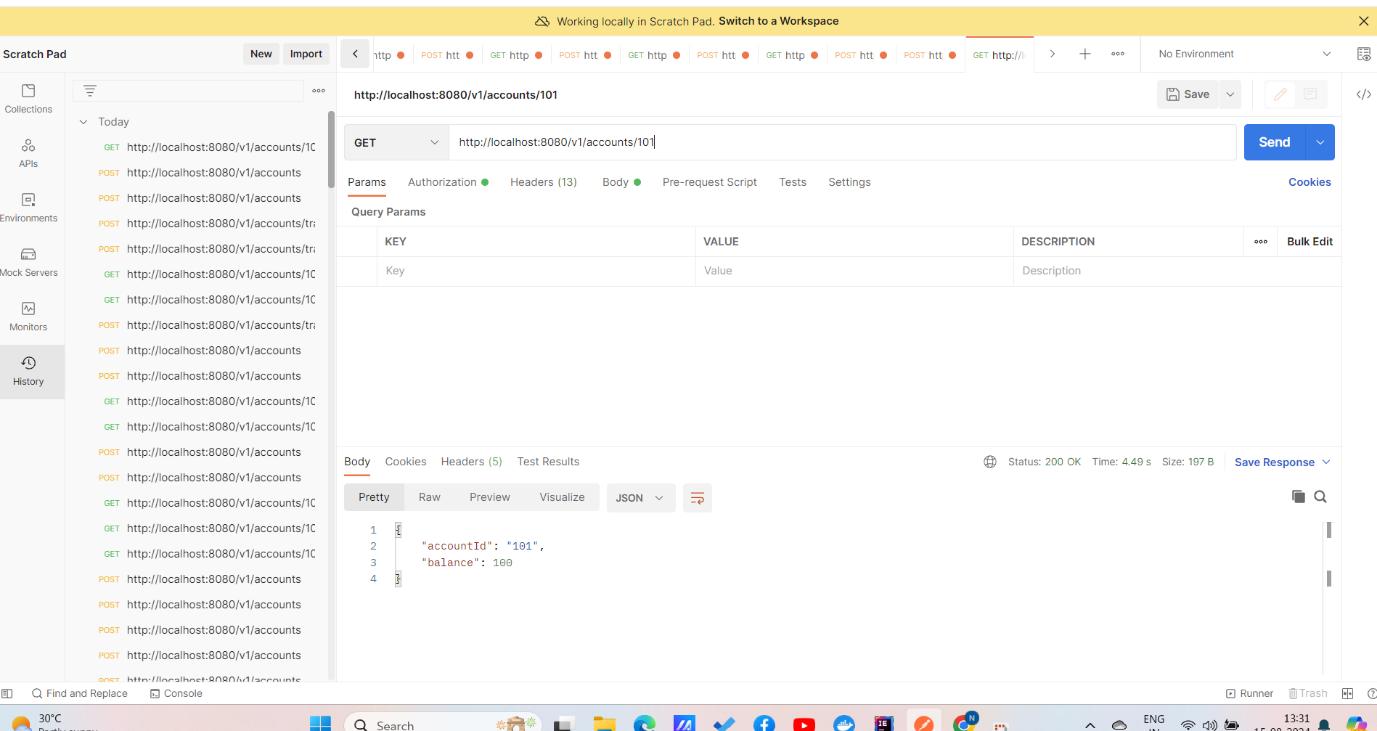 Working locally in Scratch Pad. Switch to a Workspace
Scratch Pad
New
Import
http
POST htt
GET http
POST htt
GET http
POST htt
GET http
POST htt
POST htt
GET http://l
No Environment
Collections
APIs
Environments
Mock Servers
Monitors
History
Today
GET http://localhost:8080/v1/accounts/10
POST http://localhost:8080/v1/accounts
POST http://localhost:8080/v1/accounts
POST http://localhost:8080/v1/accounts/tra
POST http://localhost:8080/v1/accounts/tra
GET http://localhost:8080/v1/accounts/10
GET http://localhost:8080/v1/accounts/10
POST http://localhost:8080/v1/accounts/tra
POST http://localhost:8080/v1/accounts
POST http://localhost:8080/v1/accounts
GET http://localhost:8080/v1/accounts/10
GET http://localhost:8080/v1/accounts/10
POST http://localhost:8080/v1/accounts
POST http://localhost:8080/v1/accounts
GET http://localhost:8080/v1/accounts/10
GET http://localhost:8080/v1/accounts/10
GET http://localhost:8080/v1/accounts/10
POST http://localhost:8080/v1/accounts
POST http://localhost:8080/v1/accounts
POST http://localhost:8080/v1/accounts
POST http://localhost:8080/v1/accounts
POST http://localhost:8080/v1/accounts
http://localhost:8080/v1/accounts/101
Save
</>
GET
http://localhost:8080/v1/accounts/101
Send
Params
Authorization
Headers (13)
Body
Pre-request Script
Tests
Settings
Cookies
Query Params
KEY
VALUE
DESCRIPTION
Bulk Edit
Key
Value
Description
Body
Cookies
Headers (5)
Test Results
Status: 200 OK
Time: 4.49 s
Size: 197 B
Save Response
Pretty
Raw
Preview
Visualize
JSON
1 {
2 "accountId": "101",
3 "balance": 100
4 }
Find and Replace
Console
Runner
Trash
30°C
Partly sunny
Search
ENG
IN
13:31
15-08-2024